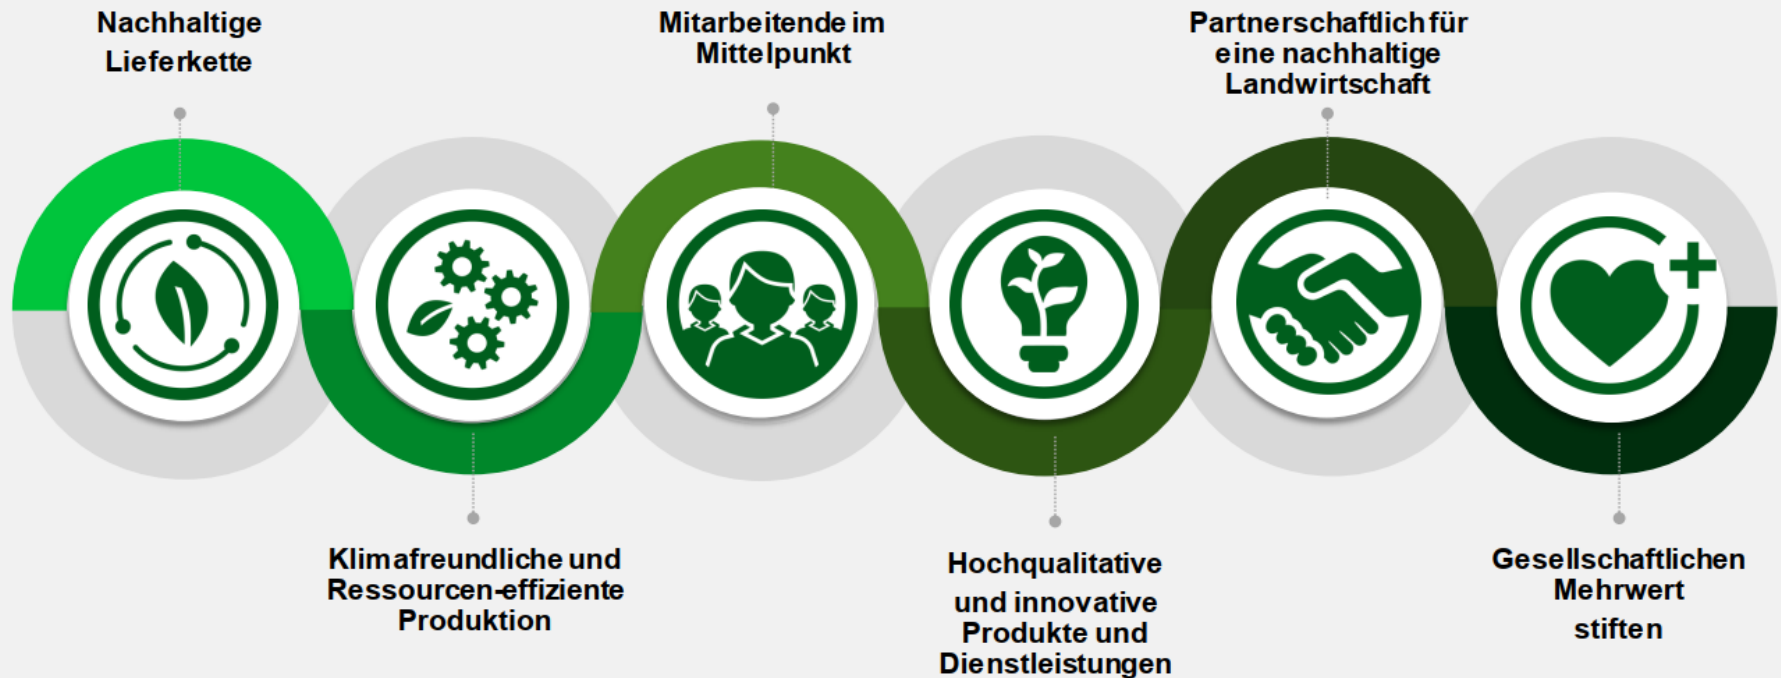 Nachhaltige
Lieferkette
Klimafreundliche und
Ressourcen-effiziente
Produktion
Mitarbeitende im
Mittelpunkt
Hochqualitative
und innovative
Produkte und
Dienstleistungen
Partnerschaftlich für
eine nachhaltige
Landwirtschaft
Gesellschaftlichen
Mehrwert
stiften